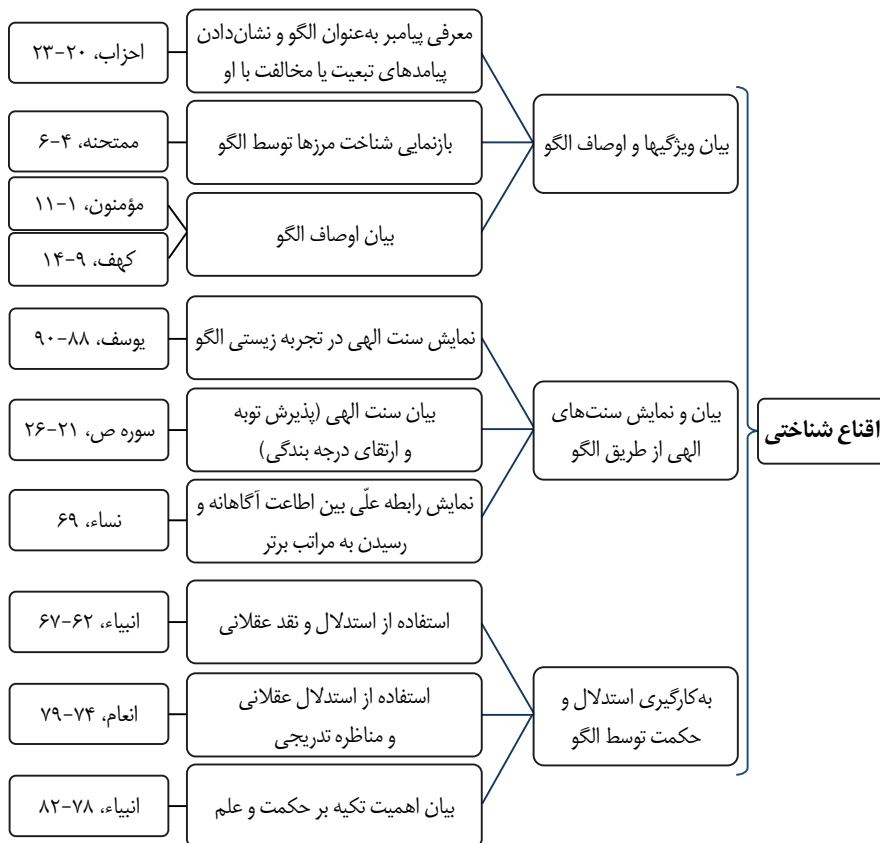 اقناع شناختی
بیان ویژگیها و اوصاف الگو
معرفی پیامبر به‌عنوان الگو و نشان‌دادن
پیامدهای تبعیت یا مخالفت با او
احزاب، ۲۰-۲۳
بازنمایی شناخت مرزها توسط الگو
ممتحنه، ۴-۶
بیان اوصاف الگو
مؤمنون، ۱-۱۱
کهف، ۹-۱۴
بیان و نمایش سنت‌های
الهی از طریق الگو
نمایش سنت الهی در تجربه زیستی الگو
یوسف، ۸۸-۹۰
بیان سنت الهی (پذیرش توبه
و ارتقای درجه بندگی)
سوره ص، ۲۱-۲۶
نمایش رابطه علّی بین اطاعت آگاهانه و
رسیدن به مراتب برتر
نساء، ۶۹
به‌کارگیری استدلال و
حکمت توسط الگو
استفاده از استدلال و نقد عقلانی
انبیاء، ۶۲-۶۷
استفاده از استدلال عقلانی
و مناظره تدریجی
انعام، ۷۴-۷۹
بیان اهمیت تکیه بر حکمت و علم
انبیاء، ۷۸-۸۲